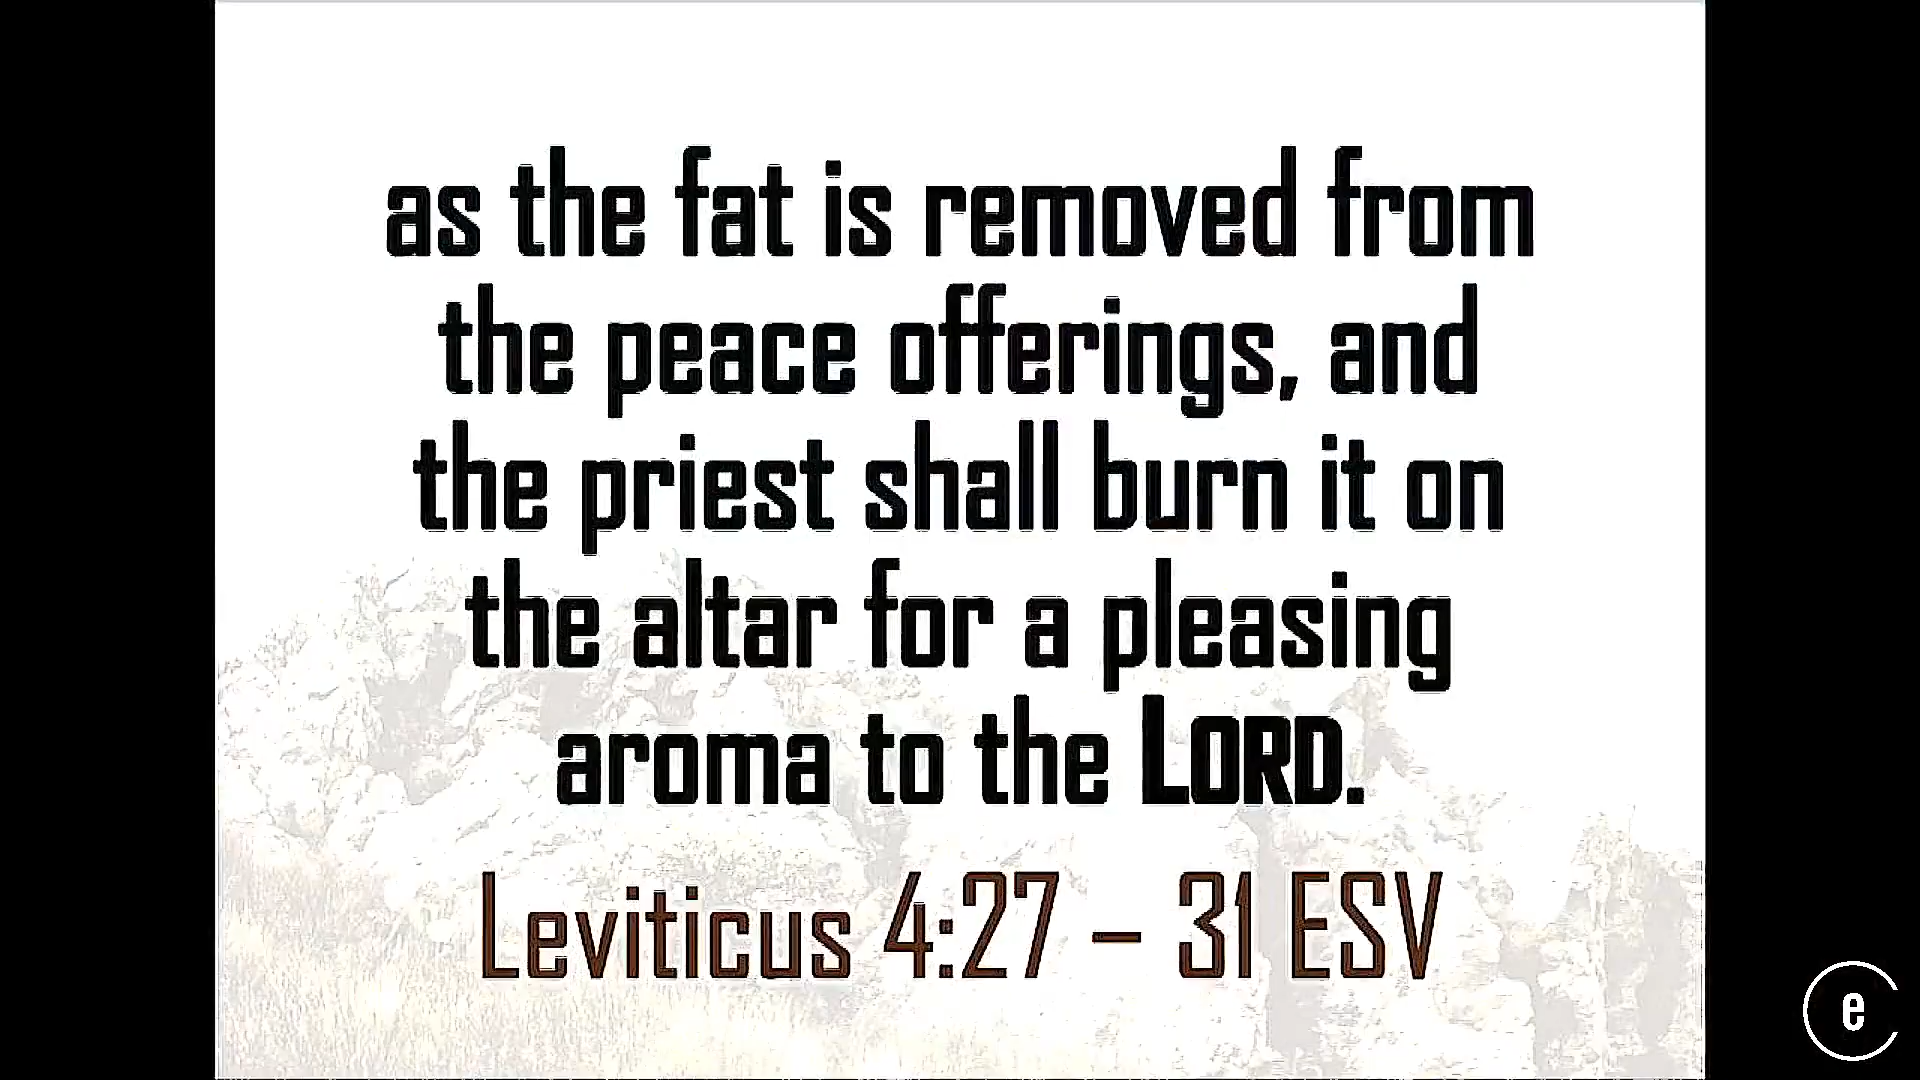 as the fat is removed from
the peace offerings, and
the priest shall burn it on
the altar for a pleasing
aroma to the LORD.
Leviticus 4:27 – 31 ESV
e